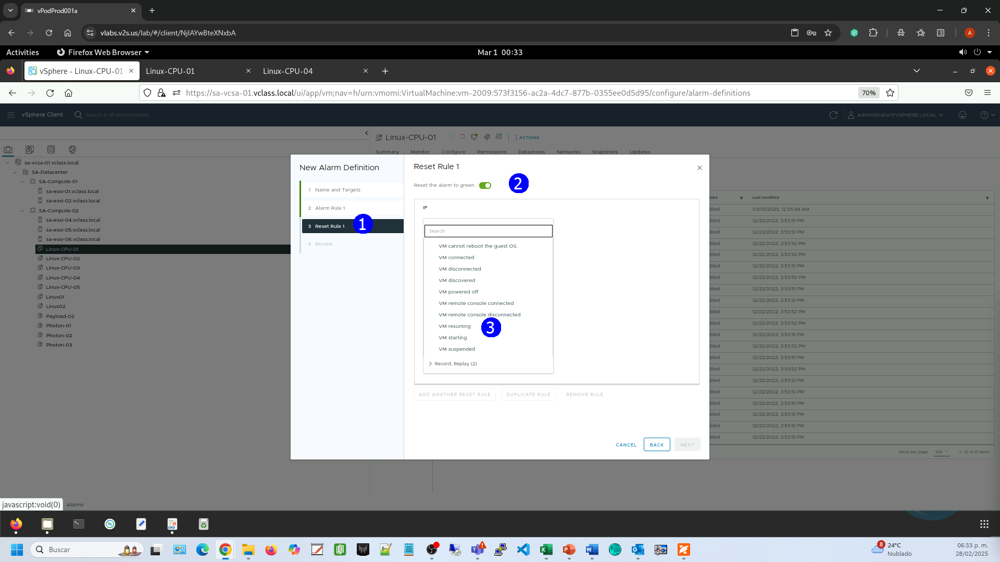 vPodProd001a
vlabs.v2s.us/lab/#/client/NjIAYwBteXNxbA
A
Activities
Firefox Web Browser
Mar 1 00:33
vSphere - Linux-CPU-01 -
Linux-CPU-01
Linux-CPU-04
https://sa-vcsa-01.vclass.local/ui/app/vm;nav=h/urn:vmomi:VirtualMachine:vm-2009:573f3156-ac2a-4dc7-877b-0355ee0d5d95/configure/alarm-definitions
70%
vSphere Client
Search in all environments
Administrator@VSPHERE.LOCAL
Linux-CPU-01
ACTIONS
Summary Monitor Configure Permissions Datastores Networks Snapshots Updates
sa-vcsa-01.vclass.local
SA-Datacenter
SA-Compute-01
sa-esxi-01.vclass.local
sa-esxi-02.vclass.local
SA-Compute-02
sa-esxi-04.vclass.local
sa-esxi-05.vclass.local
sa-esxi-06.vclass.local
Linux-CPU-01
Linux-CPU-02
Linux-CPU-03
Linux-CPU-04
Linux-CPU-05
Linux01
Linux02
Payload-02
Photon-01
Photon-02
Photon-03
New Alarm Definition
1 Name and Targets
2 Alarm Rule 1
3 Reset Rule 1
1
4 Review
Reset Rule 1
Reset the alarm to green
2
IF
Search
VM cannot reboot the guest OS.
VM connected
VM disconnected
VM discovered
VM powered off
VM remote console connected
VM remote console disconnected
VM resuming
3
VM starting
VM suspended
Record, Replay (2)
ADD ANOTHER RESET RULE
DUPLICATE RULE
REMOVE RULE
CANCEL
BACK
NEXT
bled
Last modified
bled 03/01/2025, 12:05:49 AM
bled 12/22/2022, 3:53:51 PM
bled 12/22/2022, 3:53:51 PM
bled 12/22/2022, 3:53:52 PM
bled 12/22/2022, 3:53:52 PM
bled 12/22/2022, 3:53:51 PM
bled 12/22/2022, 3:53:50 PM
bled 12/22/2022, 3:53:51 PM
bled 12/22/2022, 3:53:51 PM
bled 12/22/2022, 3:53:52 PM
bled 12/22/2022, 3:53:52 PM
bled 12/22/2022, 3:53:51 PM
bled 12/22/2022, 3:53:51 PM
bled 12/22/2022, 3:53:51 PM
bled 12/22/2022, 3:53:52 PM
bled 12/22/2022, 3:53:51 PM
bled 12/22/2022, 3:53:51 PM
bled 12/22/2022, 3:53:51 PM
bled 12/22/2022, 3:53:51 PM
bled 12/22/2022, 3:53:51 PM
bled 12/22/2022, 3:53:51 PM
Items per page 100 1 - 21 of 21 items
javascript:void(0)
Alarms
Buscar
8
24°C
Nublado
06:33 p. m.
28/02/2025